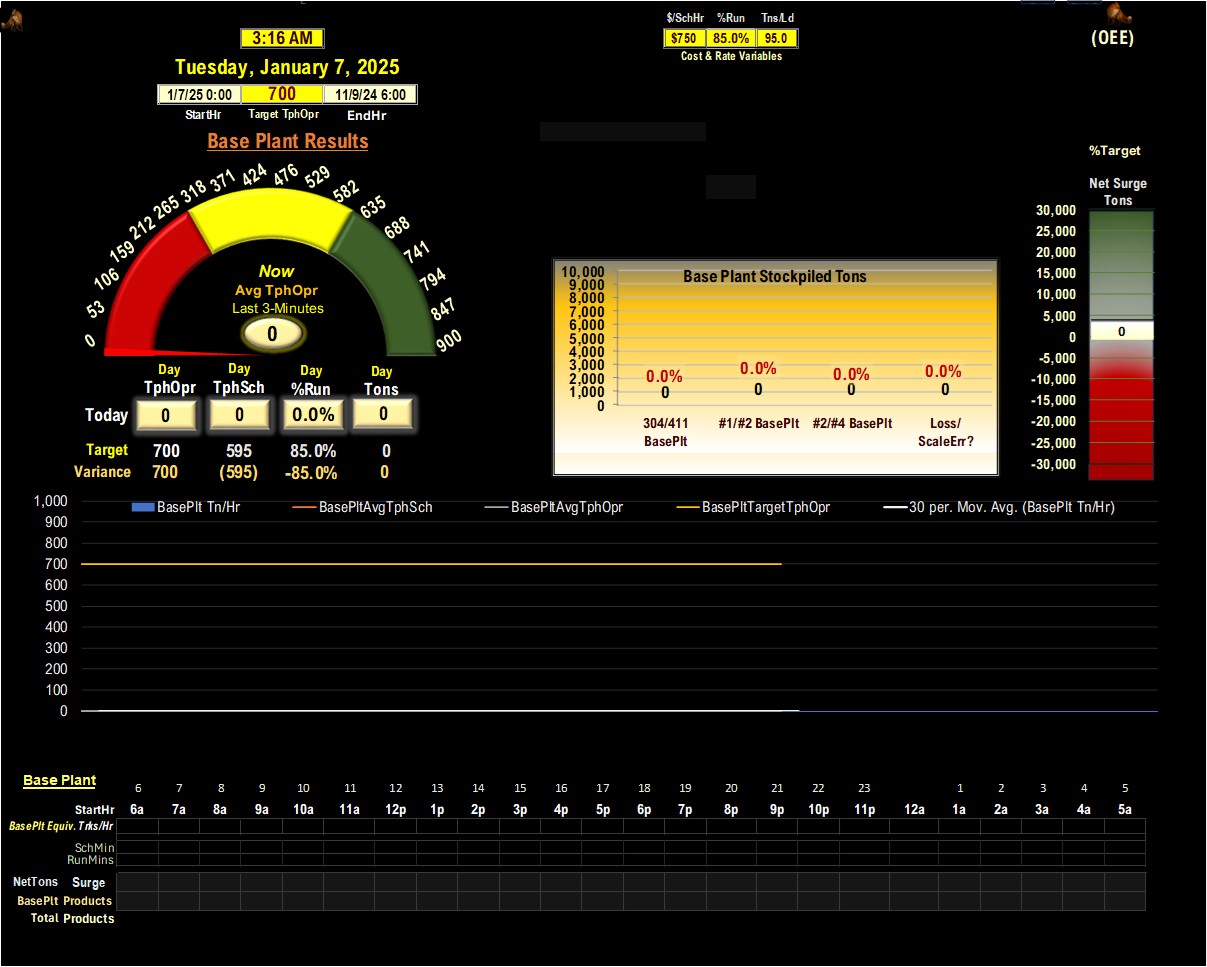 $/SchHr %Run Tns/Ld
3:16 AM $750 85.0% 95.0 (OEE)
Cost & Rate Variables
Tuesday, January 7, 2025
1/7/25 0:00 700 11/9/24 6:00
StartHr Target TphOpr EndHr
Base Plant Results
%Target
Net Surge
Tons
0 53 106 159 212 265 318 371 424 476 529 582 635 688 741 794 847 900
Now
Avg TphOpr
Last 3-Minutes
0
Day Day Day Day
TphOpr TphSch %Run Tons
Today 0 0 0.0% 0
Target 700 595 85.0% 0
Variance 700 (595) -85.0% 0
Base Plant Stockpiled Tons
10,000
9,000
8,000
7,000
6,000
5,000
4,000
3,000
2,000
1,000
0
0.0% 0.0% 0.0% 0.0%
0 0 0 0
304/411 #1/#2 BasePlt #2/#4 BasePlt Loss/
BasePlt ScaleErr?
30,000
25,000
20,000
15,000
10,000
5,000
0 0
-5,000
-10,000
-15,000
-20,000
-25,000
-30,000
BasePlt Tn/Hr BasePltAvgTphSch BasePltAvgTphOpr BasePltTargetTphOpr 30 per. Mov. Avg. (BasePlt Tn/Hr)
1,000
900
800
700
600
500
400
300
200
100
0
Base Plant 6 7 8 9 10 11 12 13 14 15 16 17 18 19 20 21 22 23 1 2 3 4 5
StartHr 6a 7a 8a 9a 10a 11a 12p 1p 2p 3p 4p 5p 6p 7p 8p 9p 10p 11p 12a 1a 2a 3a 4a 5a
BasePlt Equiv. Trks/Hr
SchMin
RunMins
NetTons Surge
BasePlt Products
Total Products